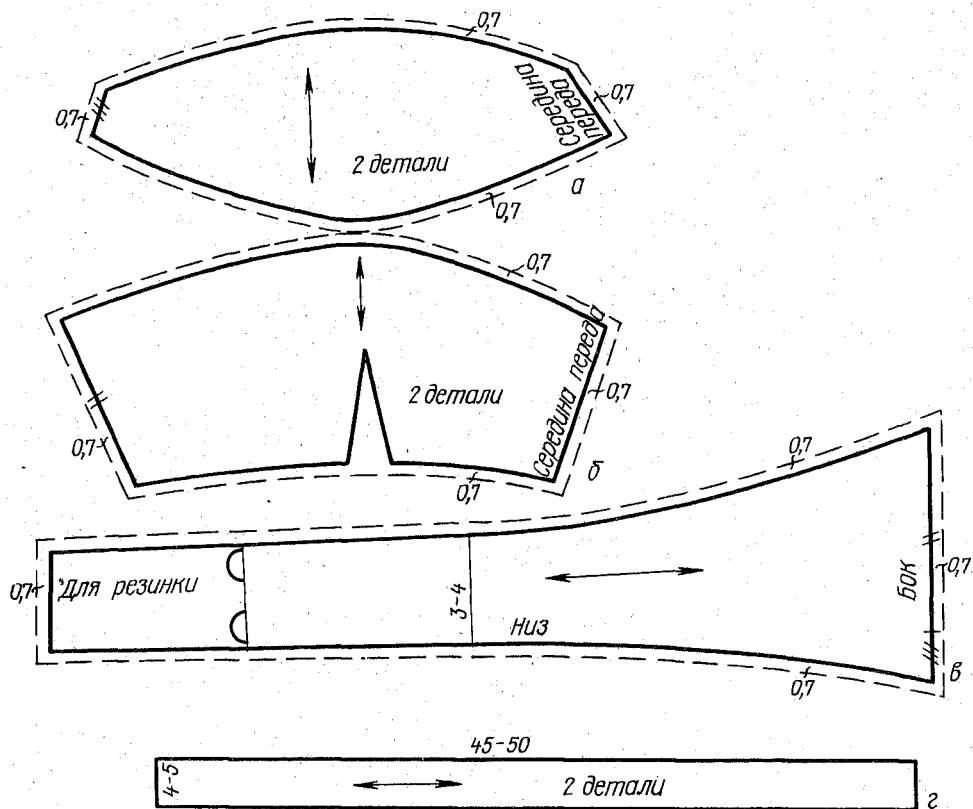 0,7
0,7
0,7
Середина
переда
2 детали
а
0,7
0,7
2 детали
Середина переда
0,7
0,7
0,7
б
0,7
0,7
Для резинки
3-4
Низ
Бок
0,7
0,7
в
45-50
4-5
2 детали
г